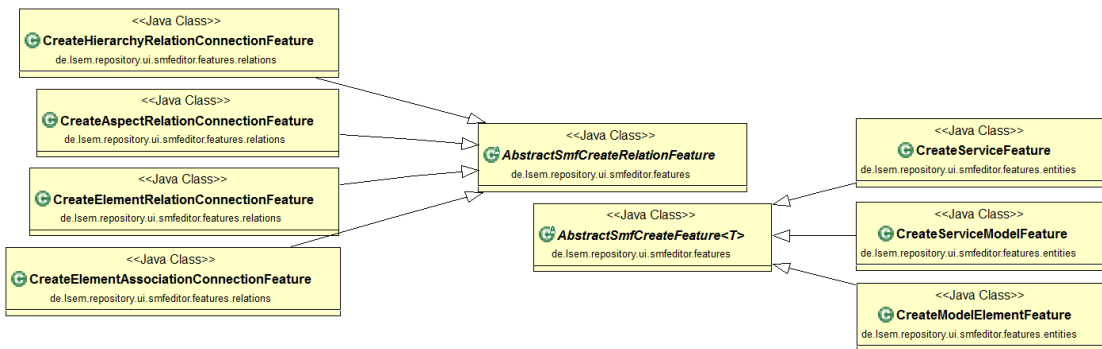 <<Java Class>>
CreateHierarchyRelationConnectionFeature
de.lsem.repository.ui.smfeditor.features.relations
<<Java Class>>
CreateAspectRelationConnectionFeature
de.lsem.repository.ui.smfeditor.features.relations
<<Java Class>>
CreateElementRelationConnectionFeature
de.lsem.repository.ui.smfeditor.features.relations
<<Java Class>>
CreateElementAssociationConnectionFeature
de.lsem.repository.ui.smfeditor.features.relations
<<Java Class>>
AbstractSmfCreateRelationFeature
de.lsem.repository.ui.smfeditor.features
<<Java Class>>
AbstractSmfCreateFeature<T>
de.lsem.repository.ui.smfeditor.features
<<Java Class>>
CreateServiceFeature
de.lsem.repository.ui.smfeditor.features.entities
<<Java Class>>
CreateServiceModelFeature
de.lsem.repository.ui.smfeditor.features.entities
<<Java Class>>
CreateModelElementFeature
de.lsem.repository.ui.smfeditor.features.entities